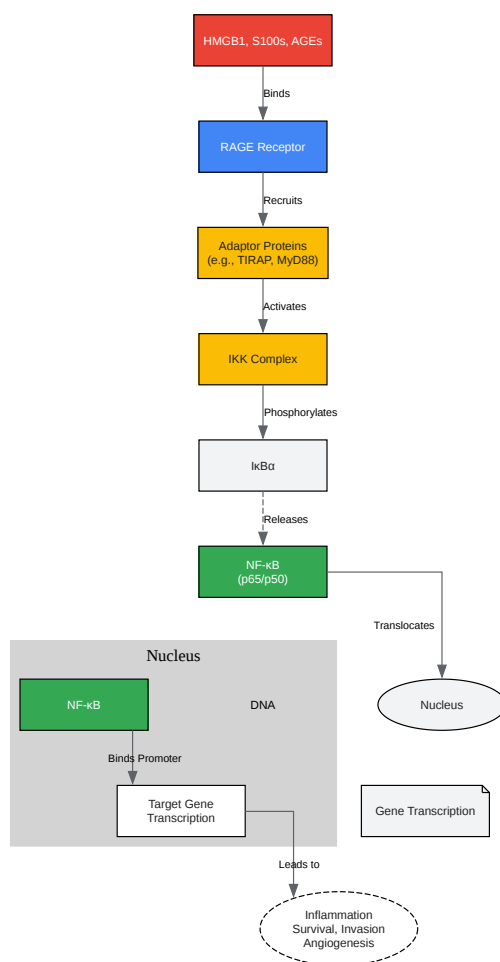 HMGB1, S100s, AGEs
Binds
RAGE Receptor
Recruits
Adaptor Proteins
(e.g., TIRAP, MyD88)
Activates
IKK Complex
Phosphorylates
IκBα
Releases
NF-κB
(p65/p50)
Translocates
Nucleus
NF-κB
DNA
Nucleus
Binds Promoter
Target Gene
Transcription
Gene Transcription
Leads to
Inflammation
Survival, Invasion
Angiogenesis